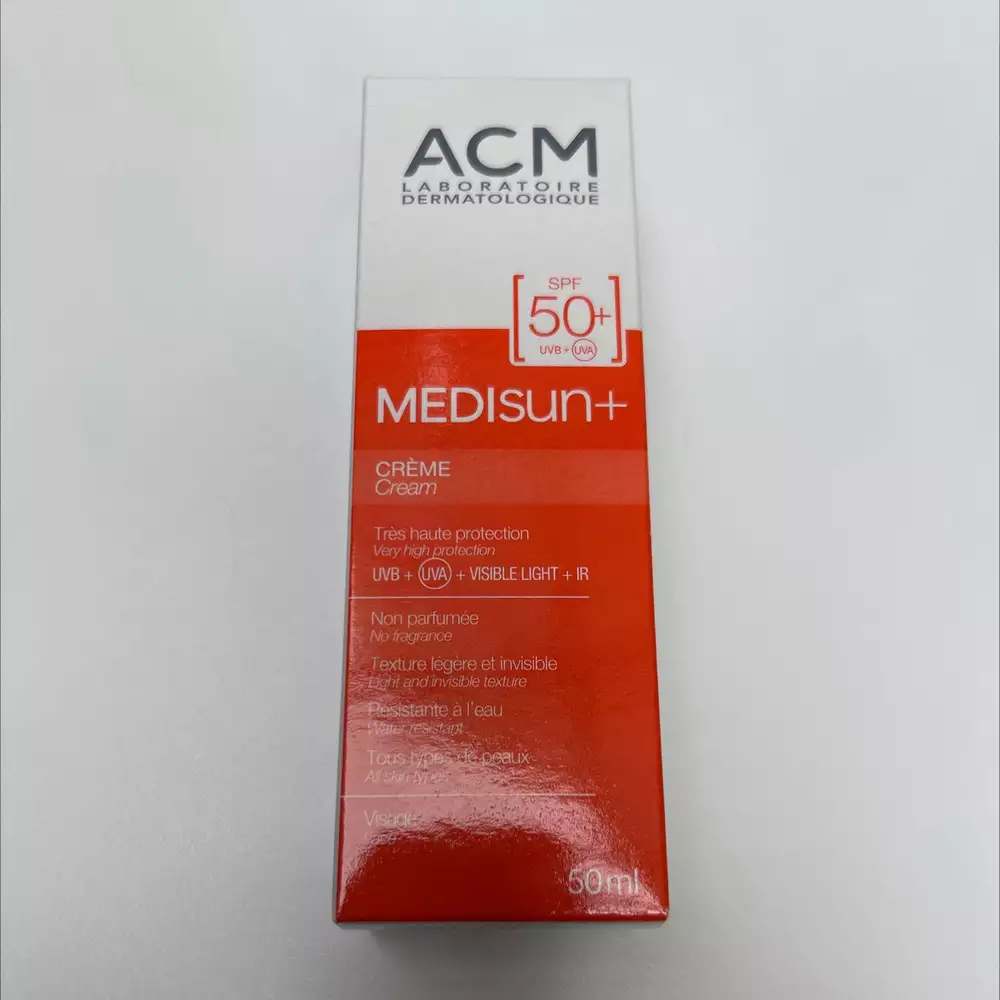 ACM
LABORATOIRE
DERMATOLOGIQUE
SPF
50+
UVB + UVA
MEDISun+
CRÈME
Cream
Très haute protection
Very high protection
UVB + UVA + VISIBLE LIGHT + IR
Non parfumée
No fragrance
Texture légère et invisible
Light and invisible texture
Résistante à l'eau
Water resistant
Tous types de peaux
All skin types
Visage
50ml